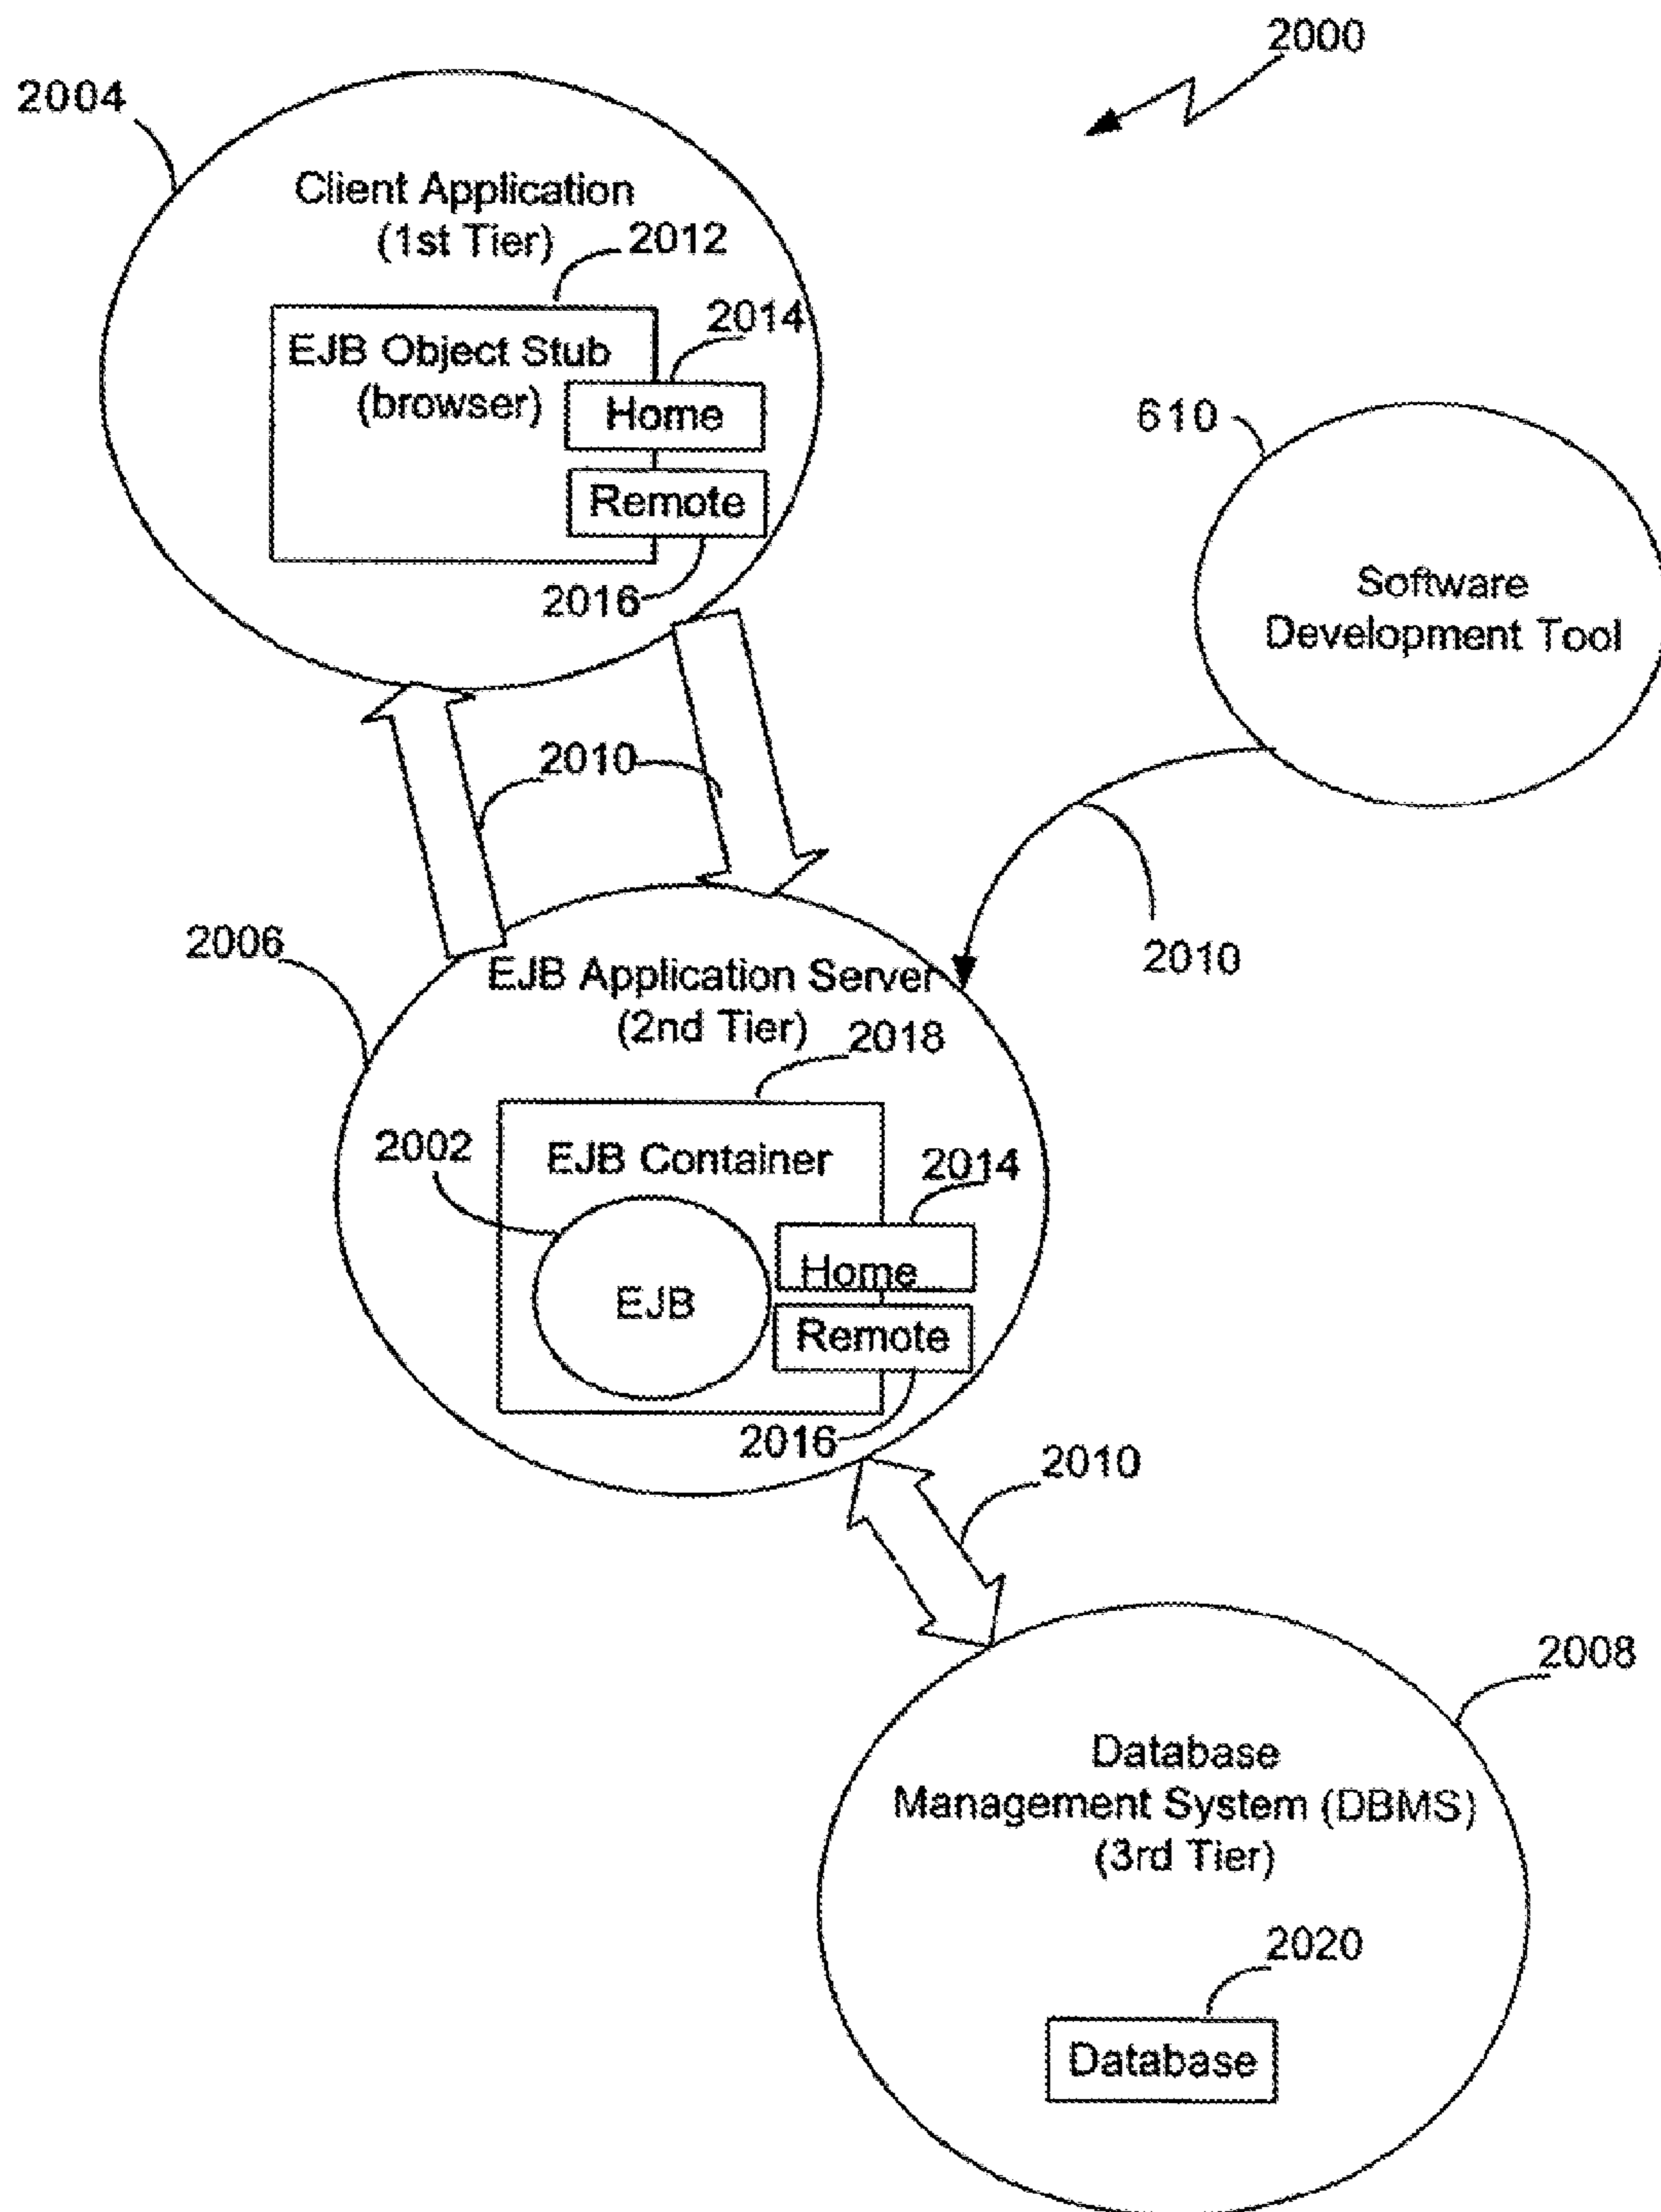 2000
2004
Client Application
(1st Tier)
2012
2014
EJB Object Stub
(browser)
Home
Remote
2016
610
Software
Development Tool
2010
2010
2006
EJB Application Server
(2nd Tier)
2018
2002
EJB Container
2014
Home
EJB
Remote
2016
2010
2008
Database
Management System (DBMS)
(3rd Tier)
2020
Database